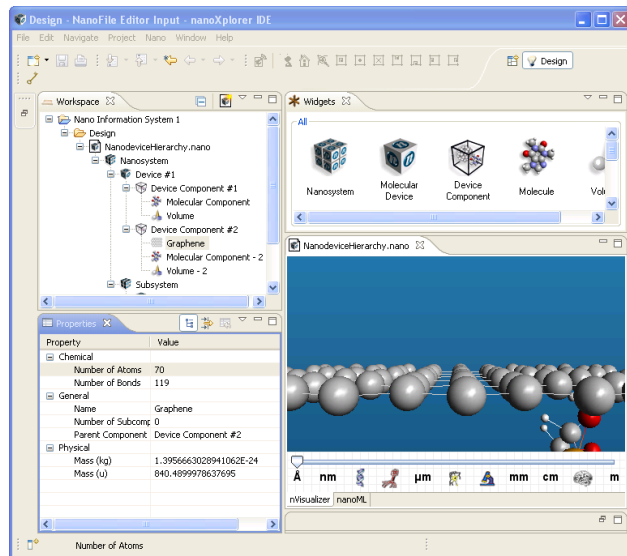 Design - NanoFile Editor Input - nanoXplorer IDE
File Edit Navigate Project Nano Window Help
Design
Workspace
Nano Information System 1
Design
NanodeviceHierarchy.nano
Nanosystem
Device #1
Device Component #1
Molecular Component
Volume
Device Component #2
Graphene
Molecular Component - 2
Volume - 2
Subsystem
Widgets
All
Nanosystem
Molecular Device
Device Component
Molecule
Volu
NanodeviceHierarchy.nano
Å nm µm mm cm m
nVisualizer nanoML
Properties
Property Value
Chemical
Number of Atoms 70
Number of Bonds 119
General
Name Graphene
Number of Subcomp 0
Parent Component Device Component #2
Physical
Mass (kg) 1.3956663028941062E-24
Mass (u) 840.4899978637695
Number of Atoms